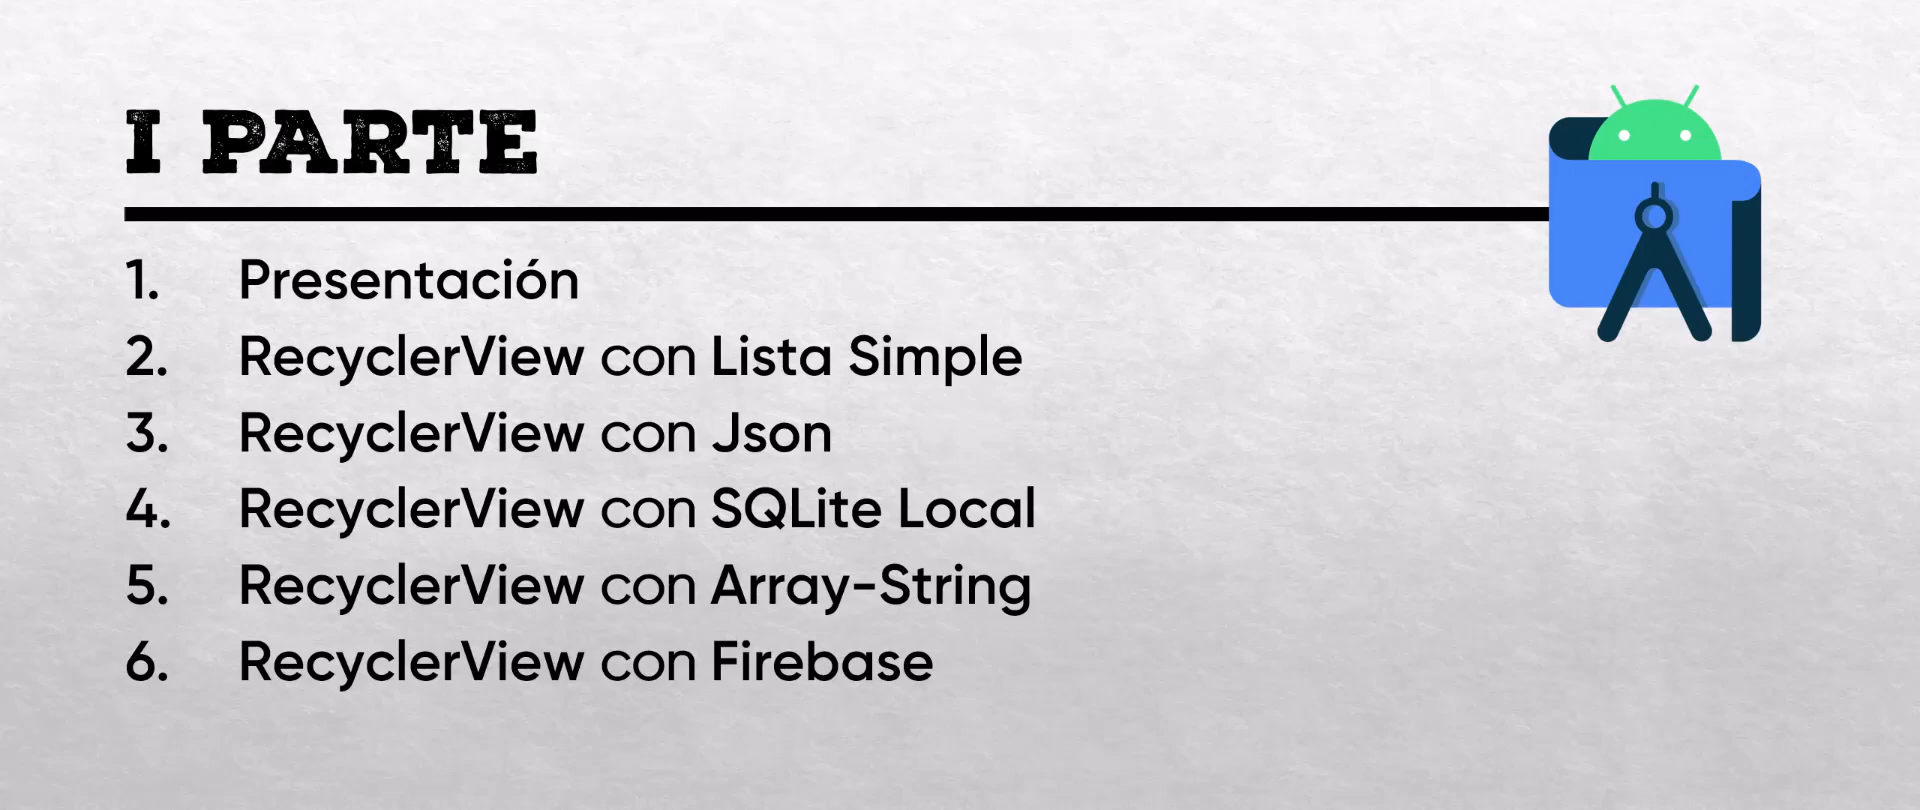 I PARTE
1. Presentación
2. RecyclerView con Lista Simple
3. RecyclerView con Json
4. RecyclerView con SQLite Local
5. RecyclerView con Array-String
6. RecyclerView con Firebase